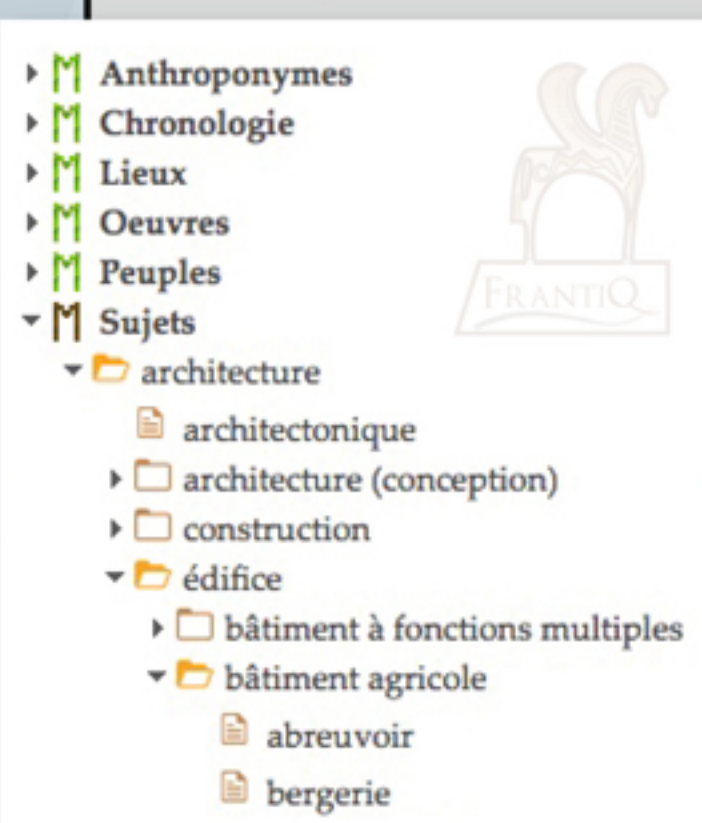 Anthroponymes
Chronologie
Lieux
Oeuvres
Peuples
FRANTIQ
Sujets
architecture
architectonique
architecture (conception)
construction
édifice
bâtiment à fonctions multiples
bâtiment agricole
abreuvoir
bergerie